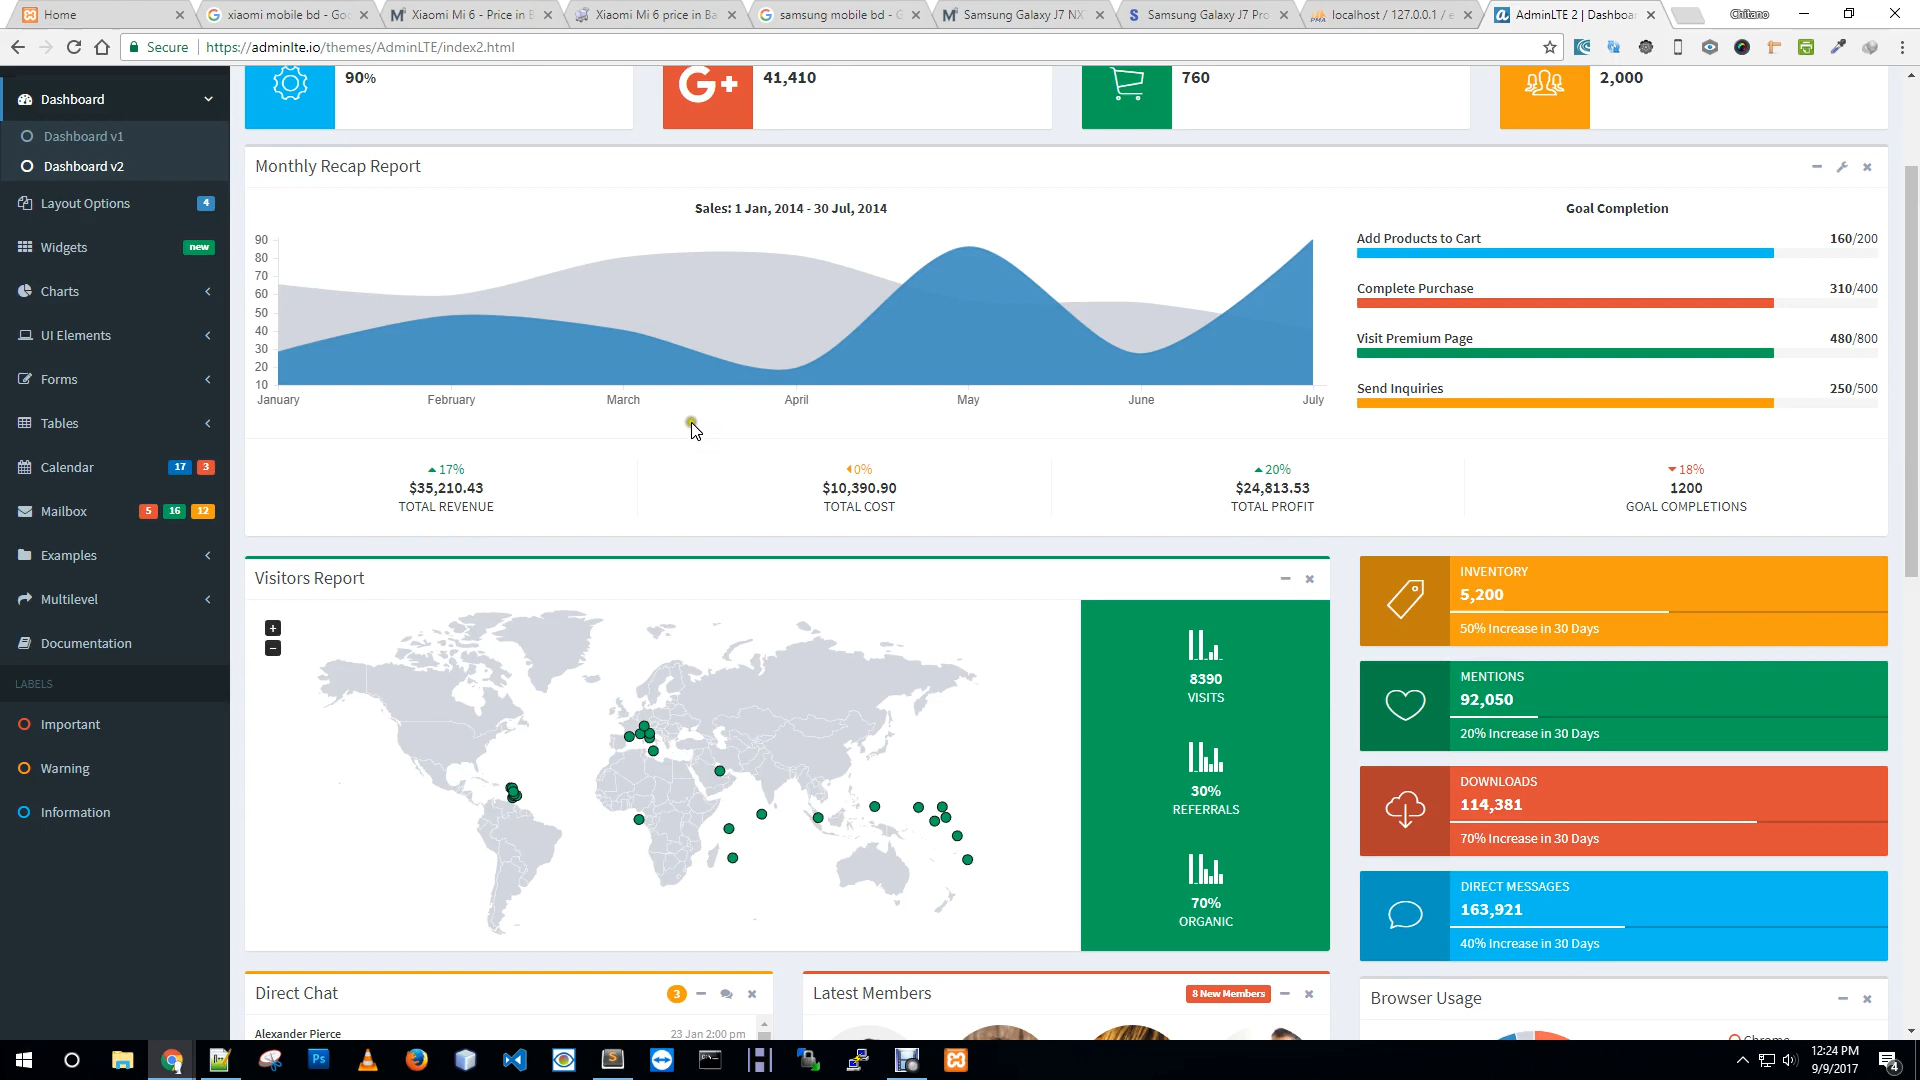 Home
xiaomi mobile bd - Goo
Xiaomi Mi 6 - Price in B
Xiaomi Mi 6 price in Ba
samsung mobile bd - G
Samsung Galaxy J7 NX
Samsung Galaxy J7 Pro
localhost / 127.0.0.1 / e
AdminLTE 2 | Dashboa
Chitano
Secure
https://adminlte.io/themes/AdminLTE/index2.html
90%
41,410
760
2,000
Dashboard
Dashboard v1
Dashboard v2
Layout Options 4
Widgets new
Charts
UI Elements
Forms
Tables
Calendar 17 3
Mailbox 5 16 12
Examples
Multilevel
Documentation
LABELS
Important
Warning
Information
Monthly Recap Report
Sales: 1 Jan, 2014 - 30 Jul, 2014
90
80
70
60
50
40
30
20
10
January February March April May June July
Goal Completion
Add Products to Cart 160/200
Complete Purchase 310/400
Visit Premium Page 480/800
Send Inquiries 250/500
17%
$35,210.43
TOTAL REVENUE
0%
$10,390.90
TOTAL COST
20%
$24,813.53
TOTAL PROFIT
18%
1200
GOAL COMPLETIONS
Visitors Report
+
−
8390
VISITS
30%
REFERRALS
70%
ORGANIC
INVENTORY
5,200
50% Increase in 30 Days
MENTIONS
92,050
20% Increase in 30 Days
DOWNLOADS
114,381
70% Increase in 30 Days
DIRECT MESSAGES
163,921
40% Increase in 30 Days
Direct Chat 3
Alexander Pierce 23 Jan 2:00 pm
Latest Members 8 New Members
Browser Usage
Chrome
12:24 PM
9/9/2017
4